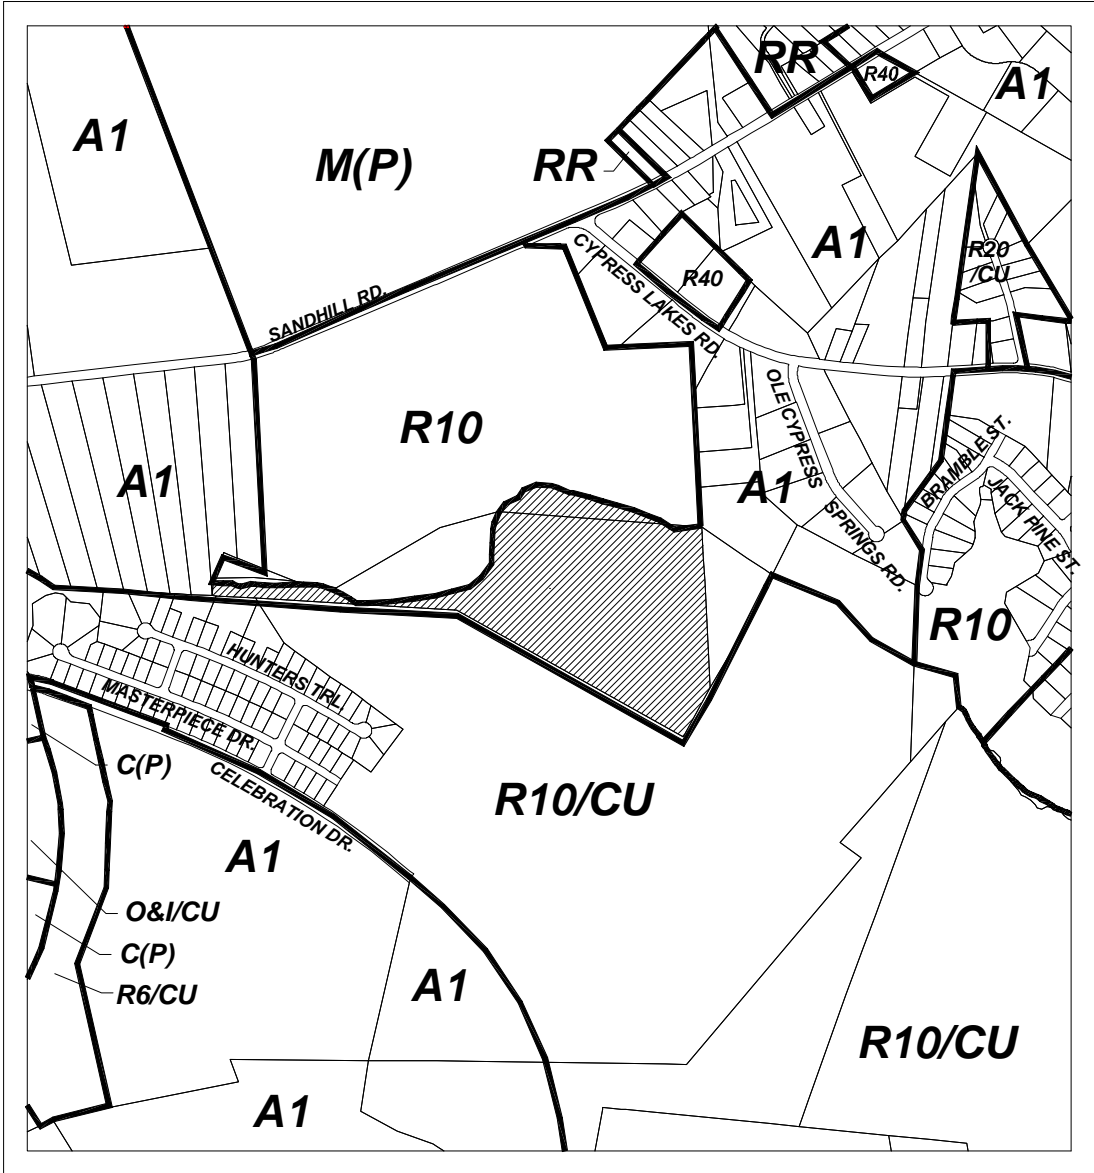 RR
R40
A1
A1
M(P)
RR
A1
R20
/CU
CYPRESS LAKES RD.
R40
SANDHILL RD.
OLE CYPRESS
SPRINGS RD.
R10
A1
A1
BRAMBLE ST.
JACK PINE ST.
R10
HUNTERS TRL.
MASTERPIECE DR.
C(P)
CELEBRATION DR.
R10/CU
A1
O&I/CU
C(P)
R6/CU
A1
R10/CU
A1